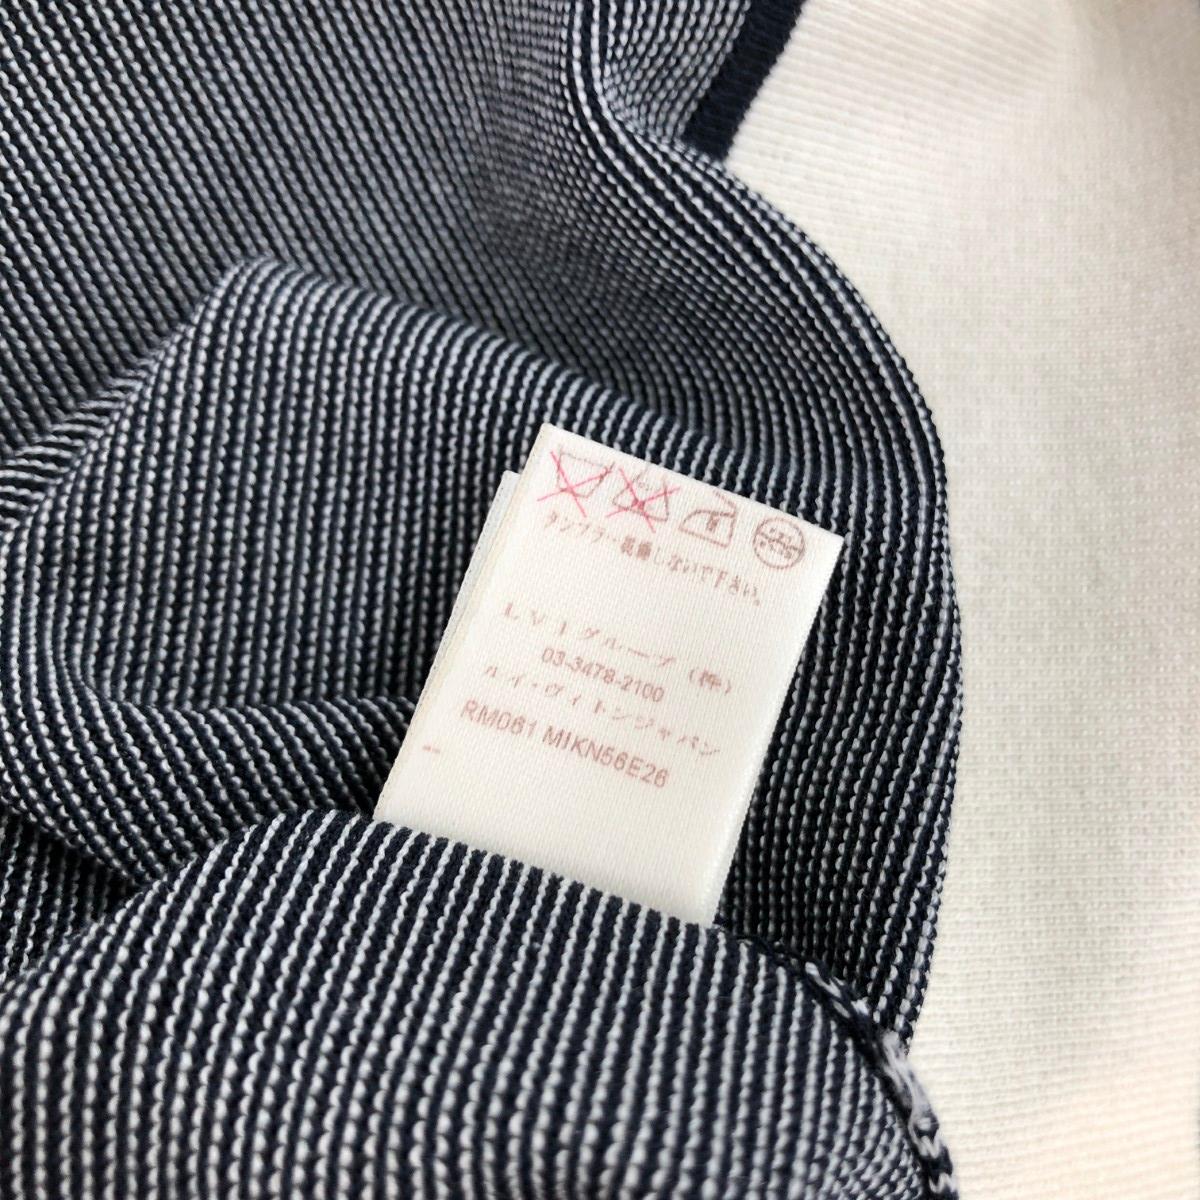 タンブラー乾燥しないで下さい。
LVJグループ(株)
03-3478-2100
ルイ・ヴィトンジャパン
RM061 MIKN56E26